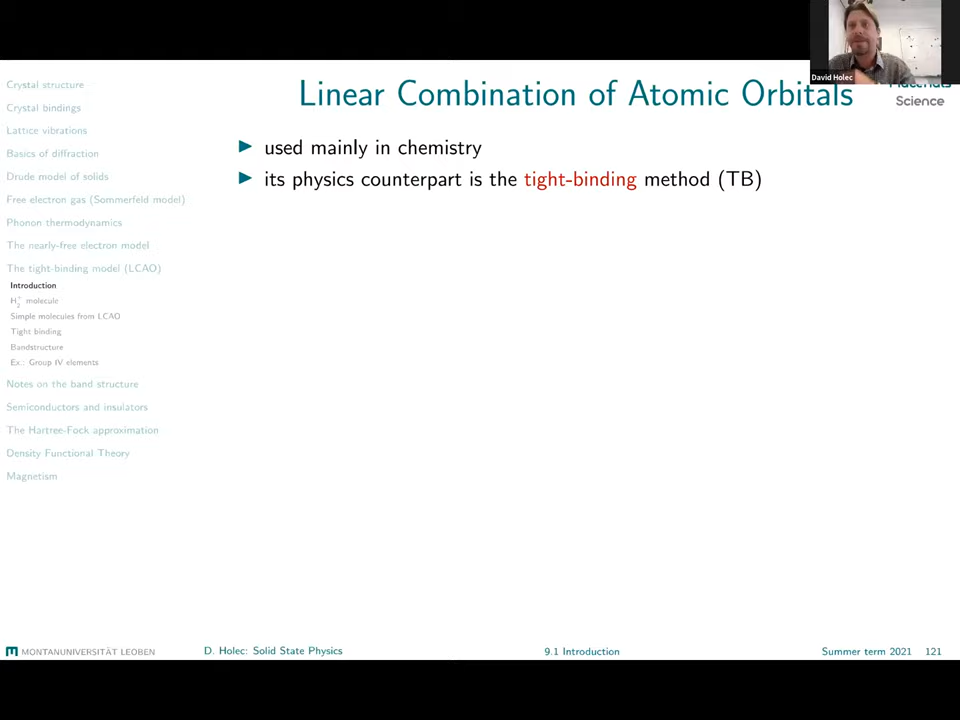 David Holec
Materials
Science
Linear Combination of Atomic Orbitals
Crystal structure
Crystal bindings
Lattice vibrations
Basics of diffraction
Drude model of solids
Free electron gas (Sommerfeld model)
Phonon thermodynamics
The nearly-free electron model
The tight-binding model (LCAO)
Introduction
H₂⁺ molecule
Simple molecules from LCAO
Tight binding
Bandstructure
Ex.: Group IV elements
Notes on the band structure
Semiconductors and insulators
The Hartree-Fock approximation
Density Functional Theory
Magnetism
▶ used mainly in chemistry
▶ its physics counterpart is the tight-binding method (TB)
MONTANUNIVERSITÄT LEOBEN
D. Holec: Solid State Physics
9.1 Introduction
Summer term 2021 121